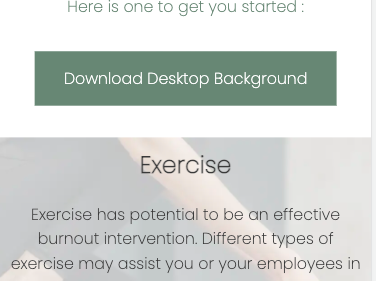 Here is one to get you started :
Download Desktop Background
Exercise
Exercise has potential to be an effective
burnout intervention. Different types of
exercise may assist you or your employees in